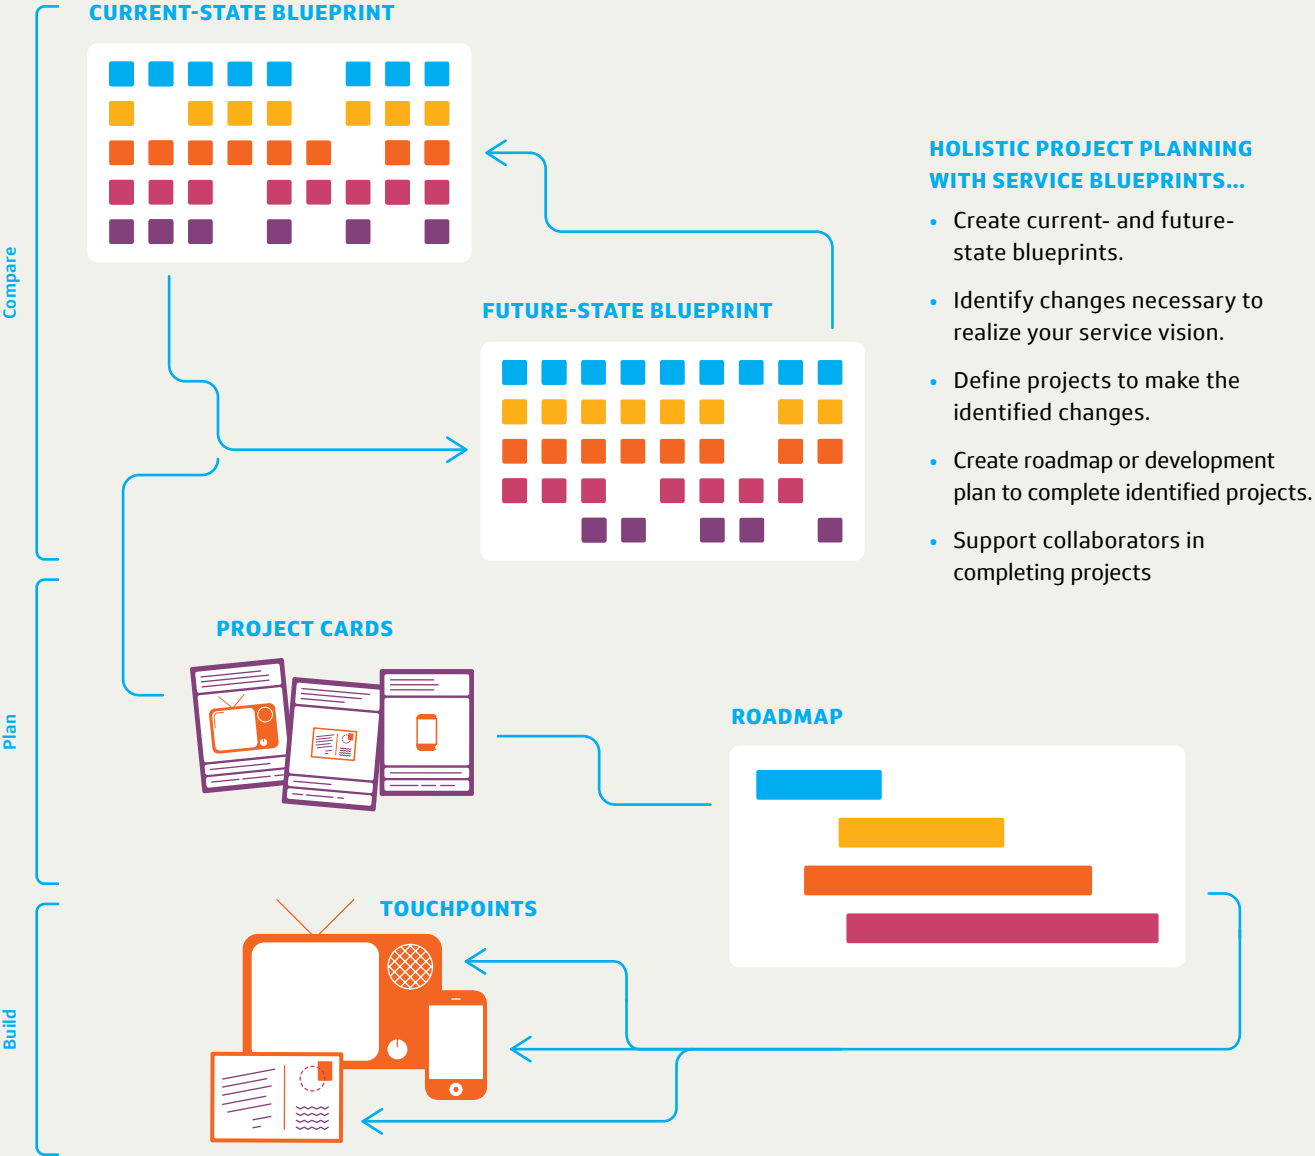 CURRENT-STATE BLUEPRINT
Compare
HOLISTIC PROJECT PLANNING
WITH SERVICE BLUEPRINTS...
• Create current- and future-
state blueprints.
• Identify changes necessary to
realize your service vision.
• Define projects to make the
identified changes.
• Create roadmap or development
plan to complete identified projects.
• Support collaborators in
completing projects
FUTURE-STATE BLUEPRINT
Plan
PROJECT CARDS
ROADMAP
Build
TOUCHPOINTS